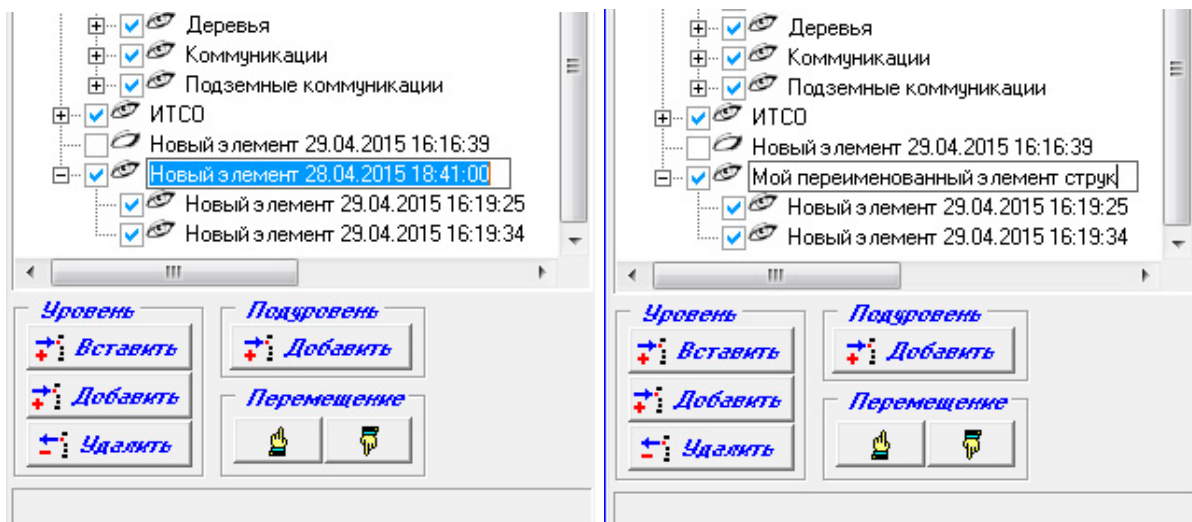 Деревья
Коммуникации
Подземные коммуникации
ИТСО
Новый элемент 29.04.2015 16:16:39
Новый элемент 28.04.2015 18:41:00
Новый элемент 29.04.2015 16:19:25
Новый элемент 29.04.2015 16:19:34
Уровень
Подуровень
Вставить
Добавить
Добавить
Перемещение
Удалить
Деревья
Коммуникации
Подземные коммуникации
ИТСО
Новый элемент 29.04.2015 16:16:39
Мой переименованный элемент струк
Новый элемент 29.04.2015 16:19:25
Новый элемент 29.04.2015 16:19:34
Уровень
Подуровень
Вставить
Добавить
Добавить
Перемещение
Удалить